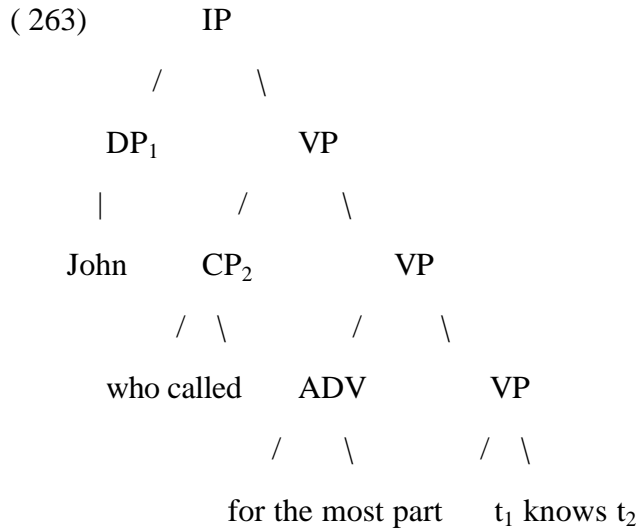 ( 263) IP
/ \
DP₁ VP
| / \
John CP₂ VP
/ \ / \
who called ADV VP
/ \ / \
for the most part t₁ knows t₂